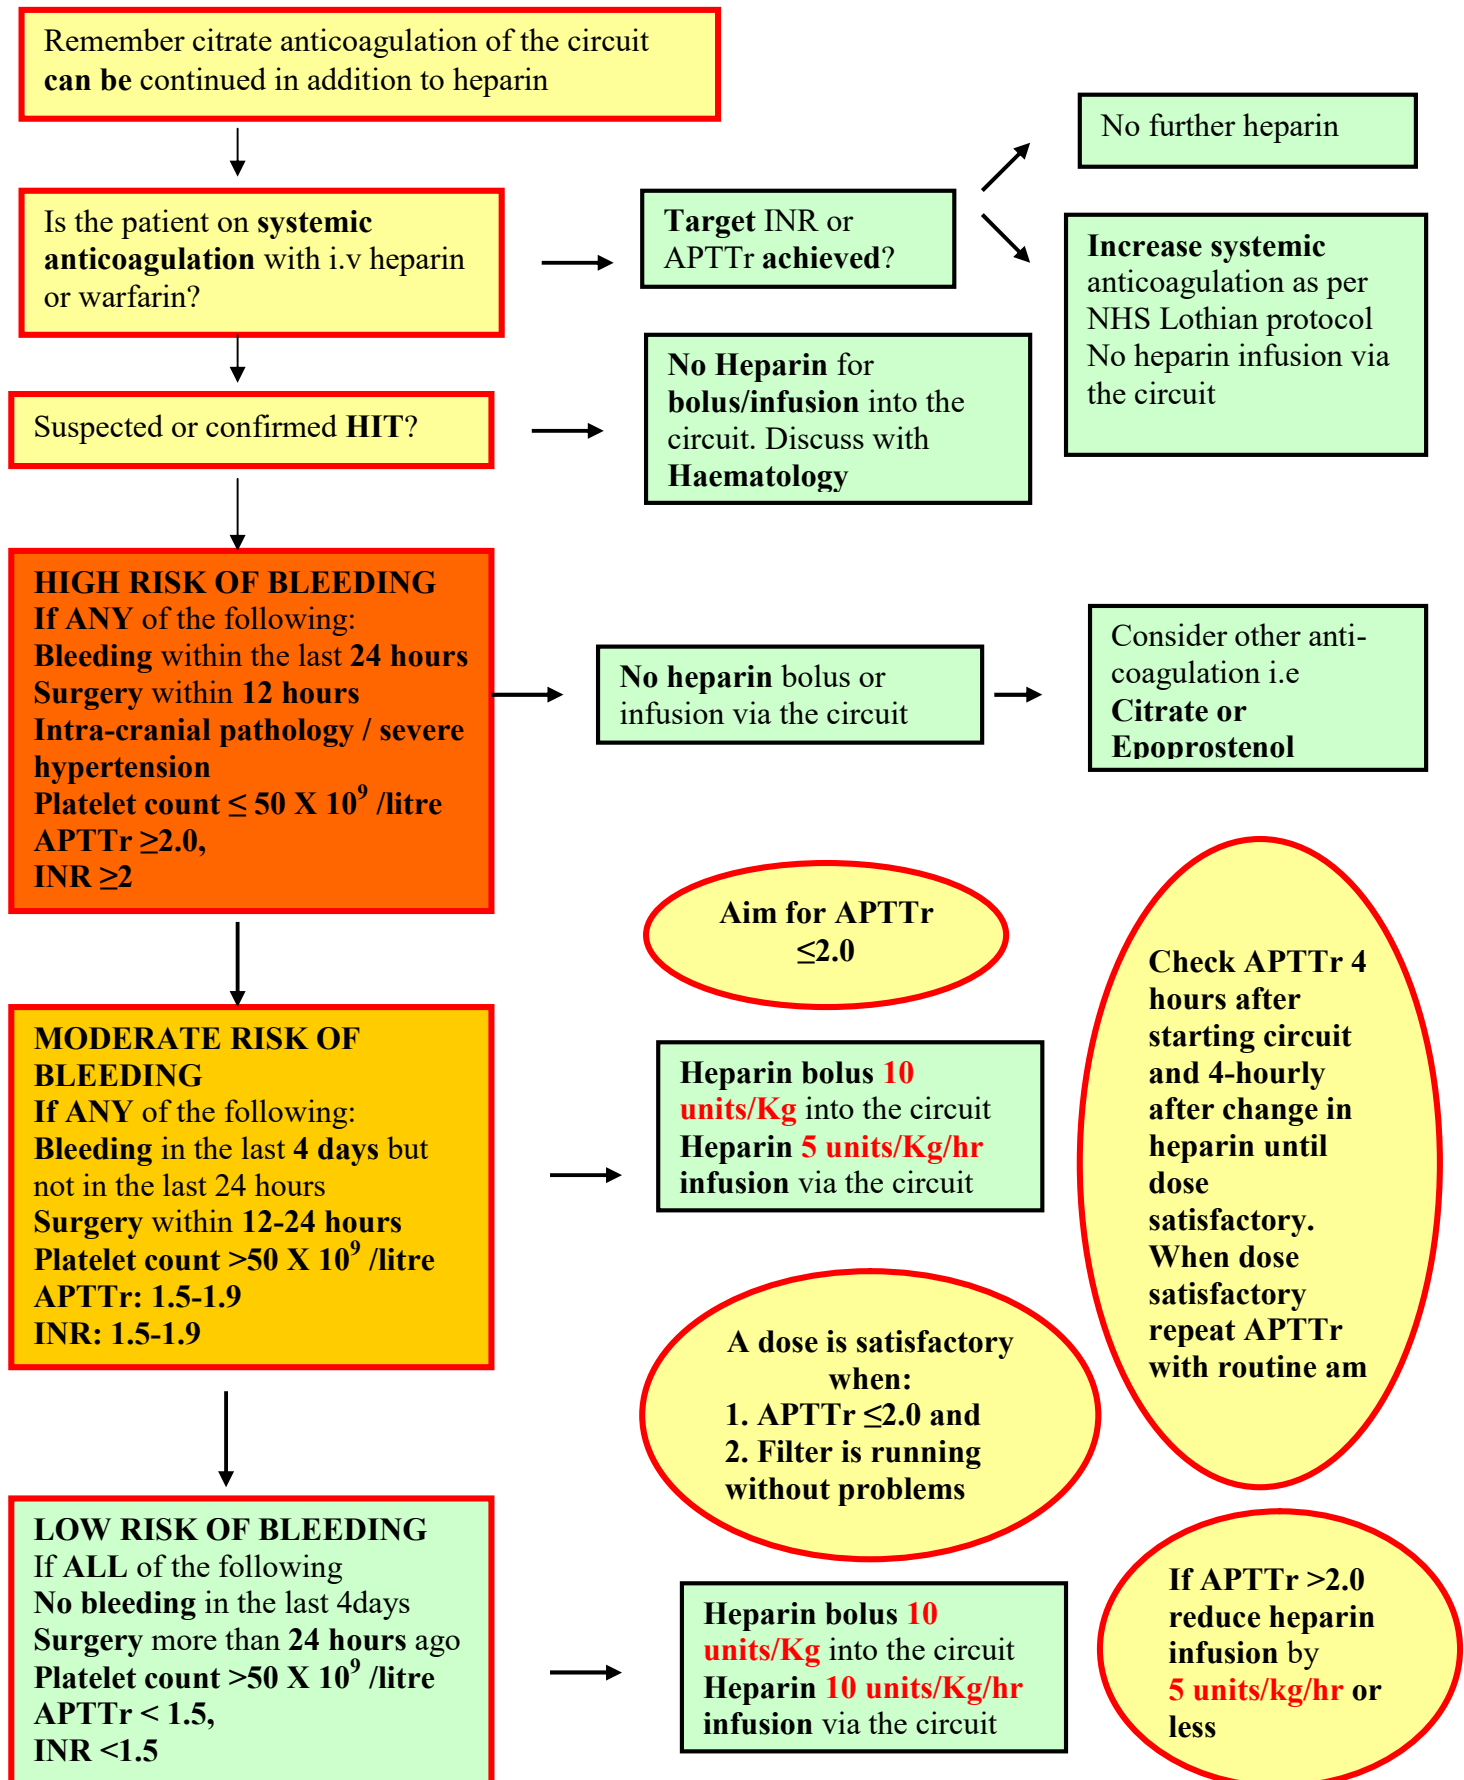 Remember citrate anticoagulation of the circuit
can be continued in addition to heparin
No further heparin
Is the patient on systemic
anticoagulation with i.v heparin
or warfarin?
Target INR or
APTTr achieved?
Increase systemic
anticoagulation as per
NHS Lothian protocol
No heparin infusion via
the circuit
Suspected or confirmed HIT?
No Heparin for
bolus/infusion into the
circuit. Discuss with
Haematology
HIGH RISK OF BLEEDING
If ANY of the following:
Bleeding within the last 24 hours
Surgery within 12 hours
Intra-cranial pathology / severe
hypertension
Platelet count ≤ 50 X 10⁹ /litre
APTTr ≥2.0,
INR ≥2
No heparin bolus or
infusion via the circuit
Consider other anti-
coagulation i.e
Citrate or
Epoprostenol
Aim for APTTr
≤2.0
Check APTTr 4
hours after
starting circuit
and 4-hourly
after change in
heparin until
dose
satisfactory.
When dose
satisfactory
repeat APTTr
with routine am
MODERATE RISK OF
BLEEDING
If ANY of the following:
Bleeding in the last 4 days but
not in the last 24 hours
Surgery within 12-24 hours
Platelet count >50 X 10⁹ /litre
APTTr: 1.5-1.9
INR: 1.5-1.9
Heparin bolus 10
units/Kg into the circuit
Heparin 5 units/Kg/hr
infusion via the circuit
A dose is satisfactory
when:
1. APTTr ≤2.0 and
2. Filter is running
without problems
LOW RISK OF BLEEDING
If ALL of the following
No bleeding in the last 4days
Surgery more than 24 hours ago
Platelet count >50 X 10⁹ /litre
APTTr < 1.5,
INR <1.5
Heparin bolus 10
units/Kg into the circuit
Heparin 10 units/Kg/hr
infusion via the circuit
If APTTr >2.0
reduce heparin
infusion by
5 units/kg/hr or
less